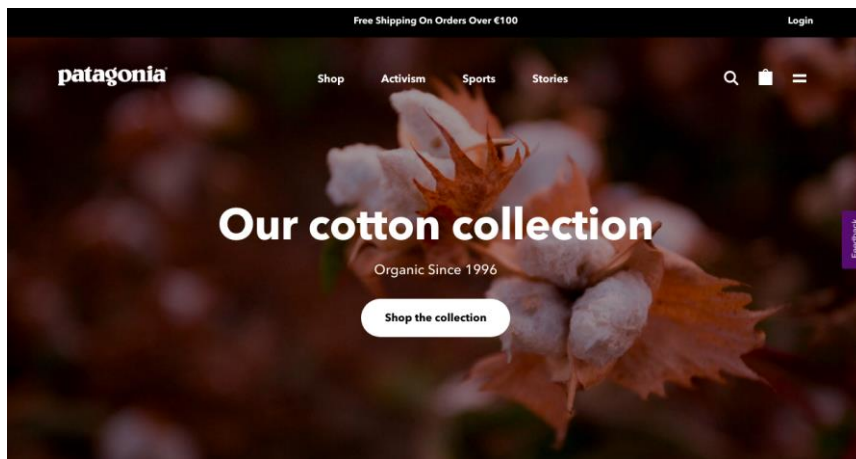 Free Shipping On Orders Over €100
Login
patagonia
Shop Activism Sports Stories
Our cotton collection
Organic Since 1996
Shop the collection
Feedback